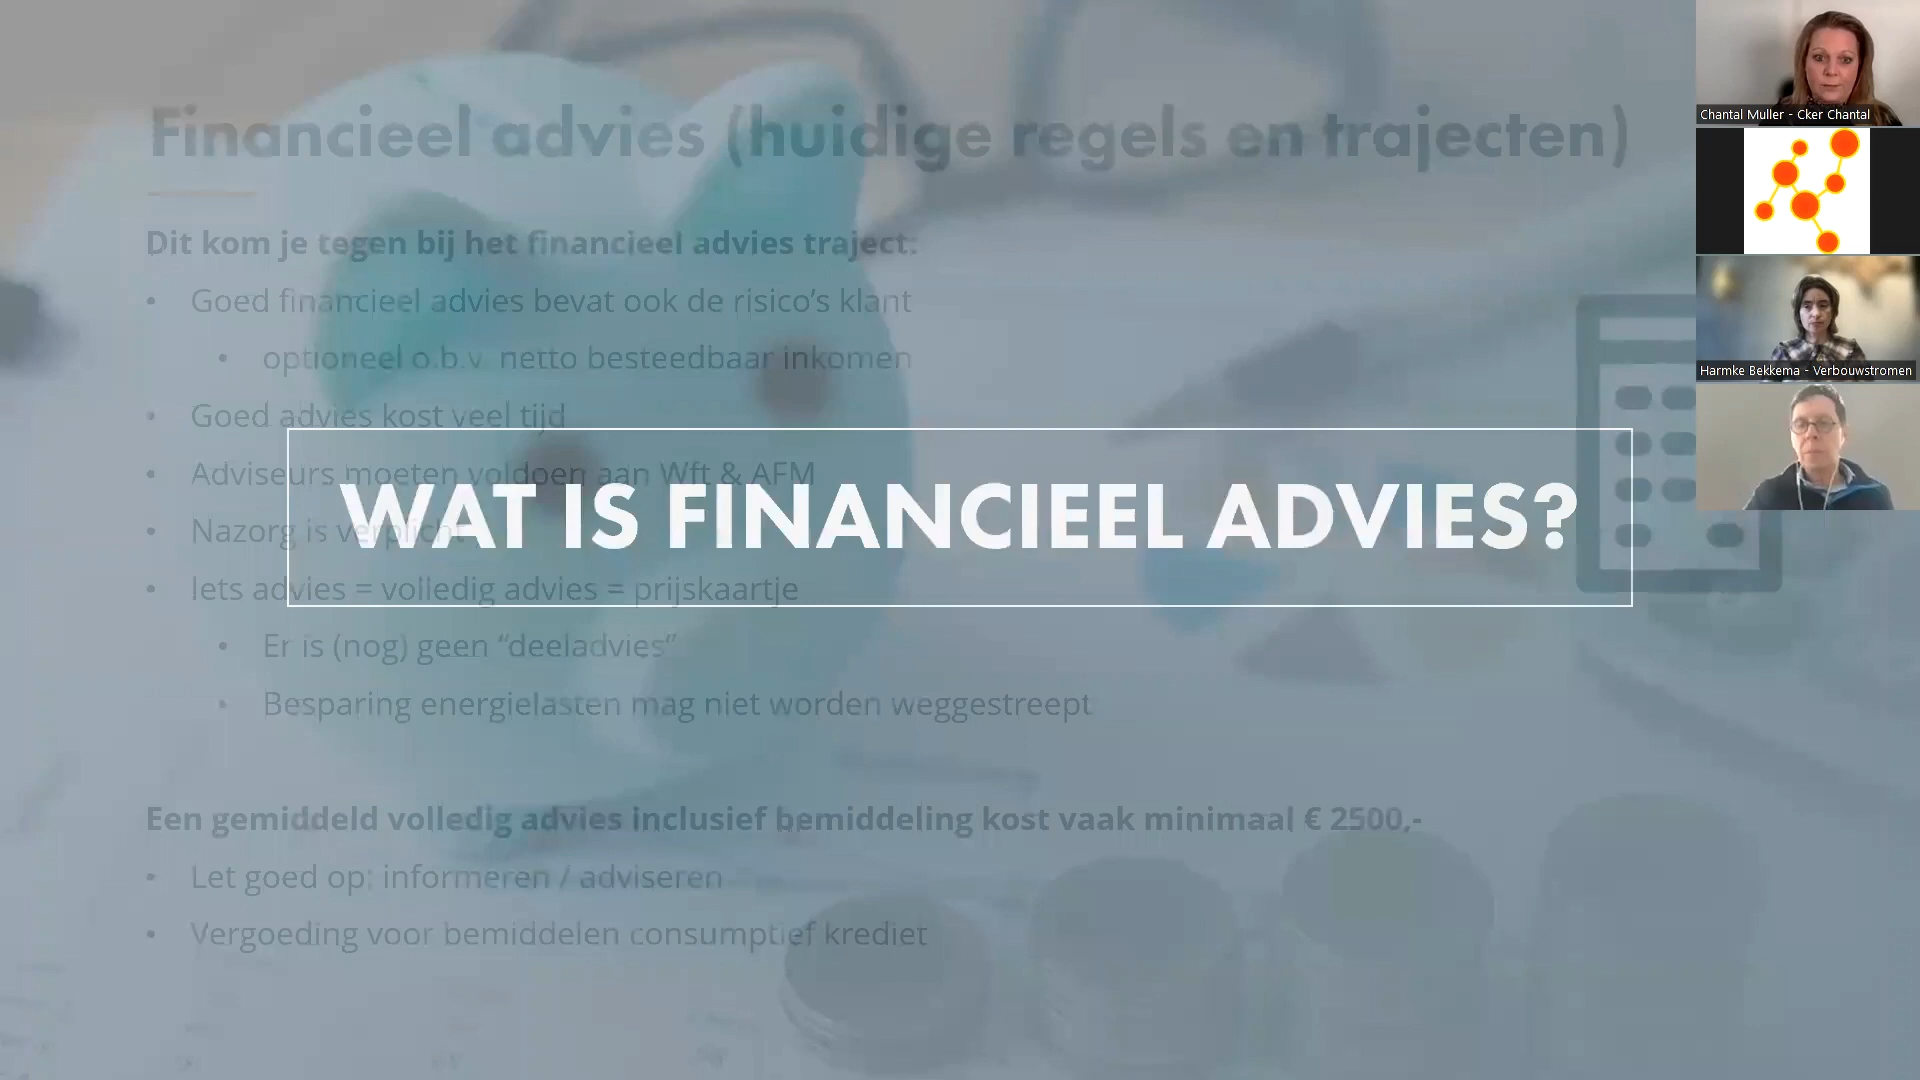 Financieel advies (huidige regels en trajecten)
Dit kom je tegen bij het financieel advies traject:
• Goed financieel advies bevat ook de risico's klant
• optioneel o.b.v. netto besteedbaar inkomen
• Goed advies kost veel tijd
• Adviseurs moeten voldoen aan Wft & AFM
• Nazorg is verplicht
WAT IS FINANCIEEL ADVIES?
• Iets advies = volledig advies = prijskaartje
• Er is (nog) geen “deeladvies”
• Besparing energielasten mag niet worden weggestreept
Een gemiddeld volledig advies inclusief bemiddeling kost vaak minimaal € 2500,-
• Let goed op: informeren / adviseren
• Vergoeding voor bemiddelen consumptief krediet
Chantal Muller - Cker Chantal
Harmke Bekkema - Verbouwstromen